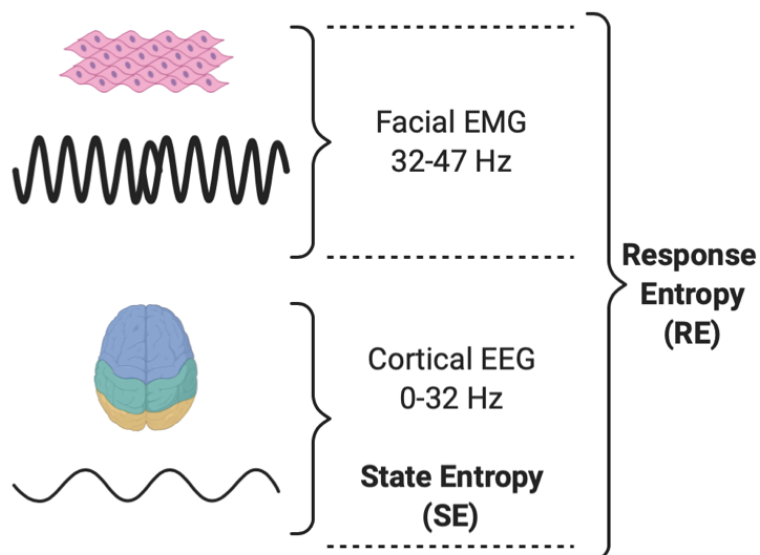 Facial EMG
32-47 Hz
Response
Entropy
(RE)
Cortical EEG
0-32 Hz
State Entropy
(SE)